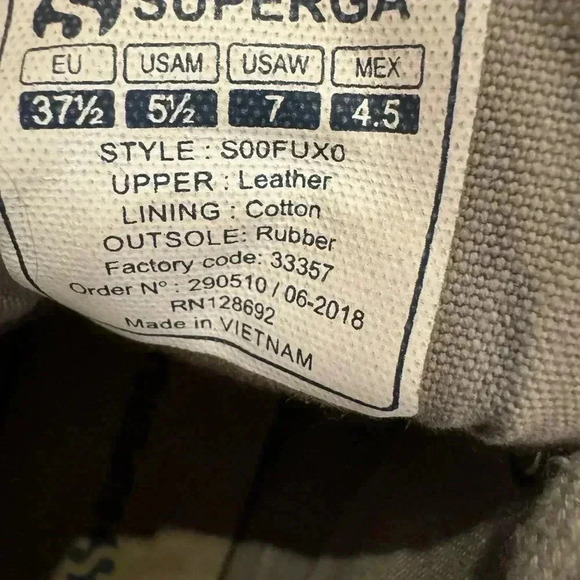 SUPERGA
EU USAM USAW MEX
37½ 5½ 7 4.5
STYLE : S00FUX0
UPPER : Leather
LINING : Cotton
OUTSOLE: Rubber
Factory code: 33357
Order N° : 290510 / 06-2018
RN128692
Made in VIETNAM